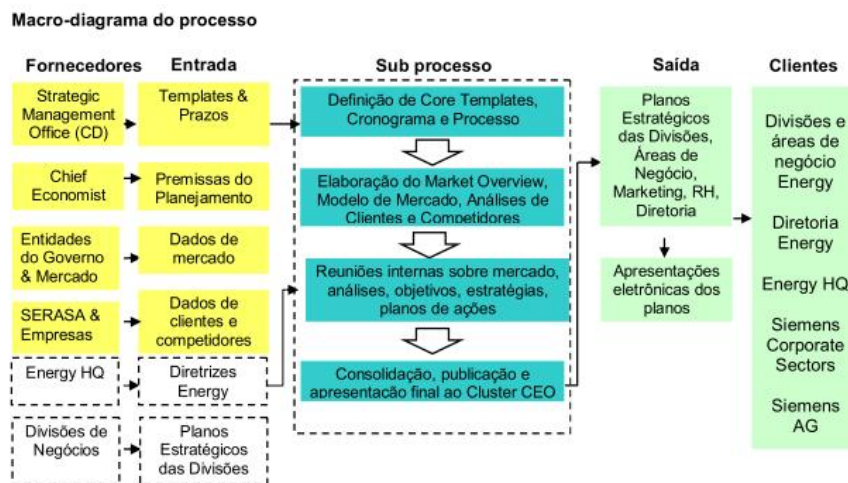 Macro-diagrama do processo
Fornecedores
Entrada
Sub processo
Saída
Clientes
Strategic
Management
Office (CD)
Templates &
Prazos
Chief
Economist
Premissas do
Planejamento
Entidades
do Governo
& Mercado
Dados de
mercado
SERASA &
Empresas
Dados de
clientes e
competidores
Energy HQ
Diretrizes
Energy
Divisões de
Negócios
Planos
Estratégicos
das Divisões
Definição de Core Templates,
Cronograma e Processo
Elaboração do Market Overview,
Modelo de Mercado, Análises de
Clientes e Competidores
Reuniões internas sobre mercado,
análises, objetivos, estratégias,
planos de ações
Consolidação, publicação e
apresentação final ao Cluster CEO
Planos
Estratégicos
das Divisões,
Áreas de
Negócio,
Marketing, RH,
Diretoria
Apresentações
eletrônicas dos
planos
Divisões e
áreas de
negócio
Energy
Diretoria
Energy
Energy HQ
Siemens
Corporate
Sectors
Siemens
AG